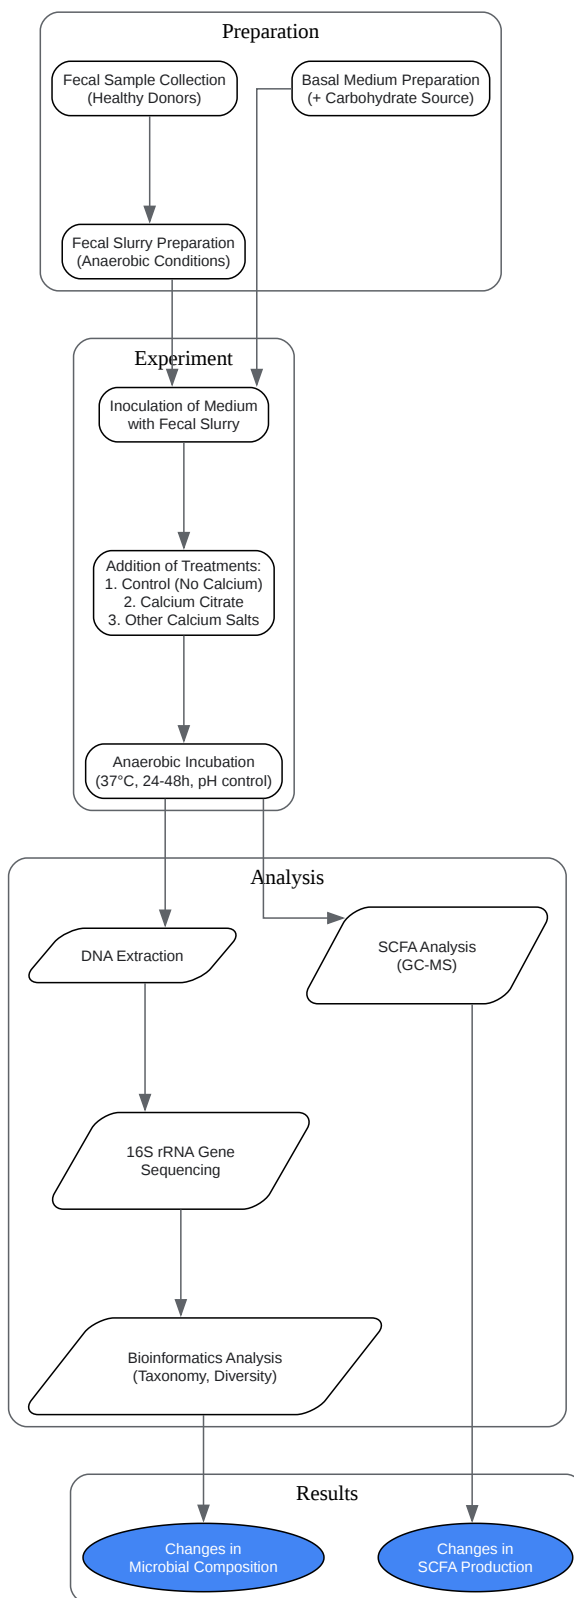 Preparation
Fecal Sample Collection
(Healthy Donors)
Basal Medium Preparation
(+ Carbohydrate Source)
Fecal Slurry Preparation
(Anaerobic Conditions)
Experiment
Inoculation of Medium
with Fecal Slurry
Addition of Treatments:
1. Control (No Calcium)
2. Calcium Citrate
3. Other Calcium Salts
Anaerobic Incubation
(37°C, 24-48h, pH control)
Analysis
DNA Extraction
SCFA Analysis
(GC-MS)
16S rRNA Gene
Sequencing
Bioinformatics Analysis
(Taxonomy, Diversity)
Results
Changes in
Microbial Composition
Changes in
SCFA Production